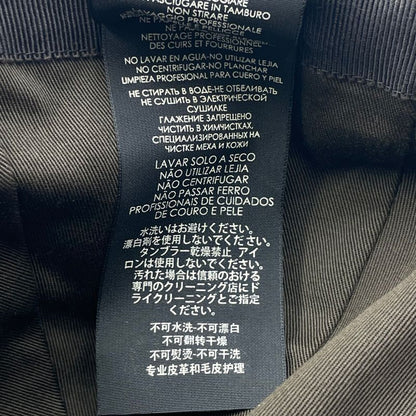 ASCIUGARE IN TAMBURO
NON STIRARE
NETTOYAGE PROFESSIONNEL
DES CUIRS ET FOURRURES
NO LAVAR EN AGUA-NO UTILIZAR LEJIA
NO CENTRIFUGAR-NO PLANCHAR
LIMPIEZA PROFESIONAL PARA CUERO Y PIEL
НЕ СТИРАТЬ В ВОДЕ-НЕ ОТБЕЛИВАТЬ
НЕ СУШИТЬ В ЭЛЕКТРИЧЕСКОЙ
СУШИЛКЕ
ГЛАЖЕНИЕ ЗАПРЕЩЕНО
ЧИСТИТЬ В ХИМЧИСТКАХ,
СПЕЦИАЛИЗИРОВАННЫХ НА
ЧИСТКЕ МЕХА И КОЖИ
LAVAR SOLO A SECO
NÃO UTILIZAR LEJIA
NÃO CENTRIFUGAR
NÃO PASSAR FERRO
PROFISSIONAIS DE CUIDADOS
DE COURO E PELE
水洗いはお避けください。
漂白剤を使用しないでください。
タンブラー乾燥禁止 アイ
ロンは使用しないでください。
汚れた場合は信頼のおける
専門のクリーニング店にド
ライクリーニングとご指定
ください。
不可水洗-不可漂白
不可翻转干燥
不可熨烫-不可干洗
专业皮革和毛皮护理